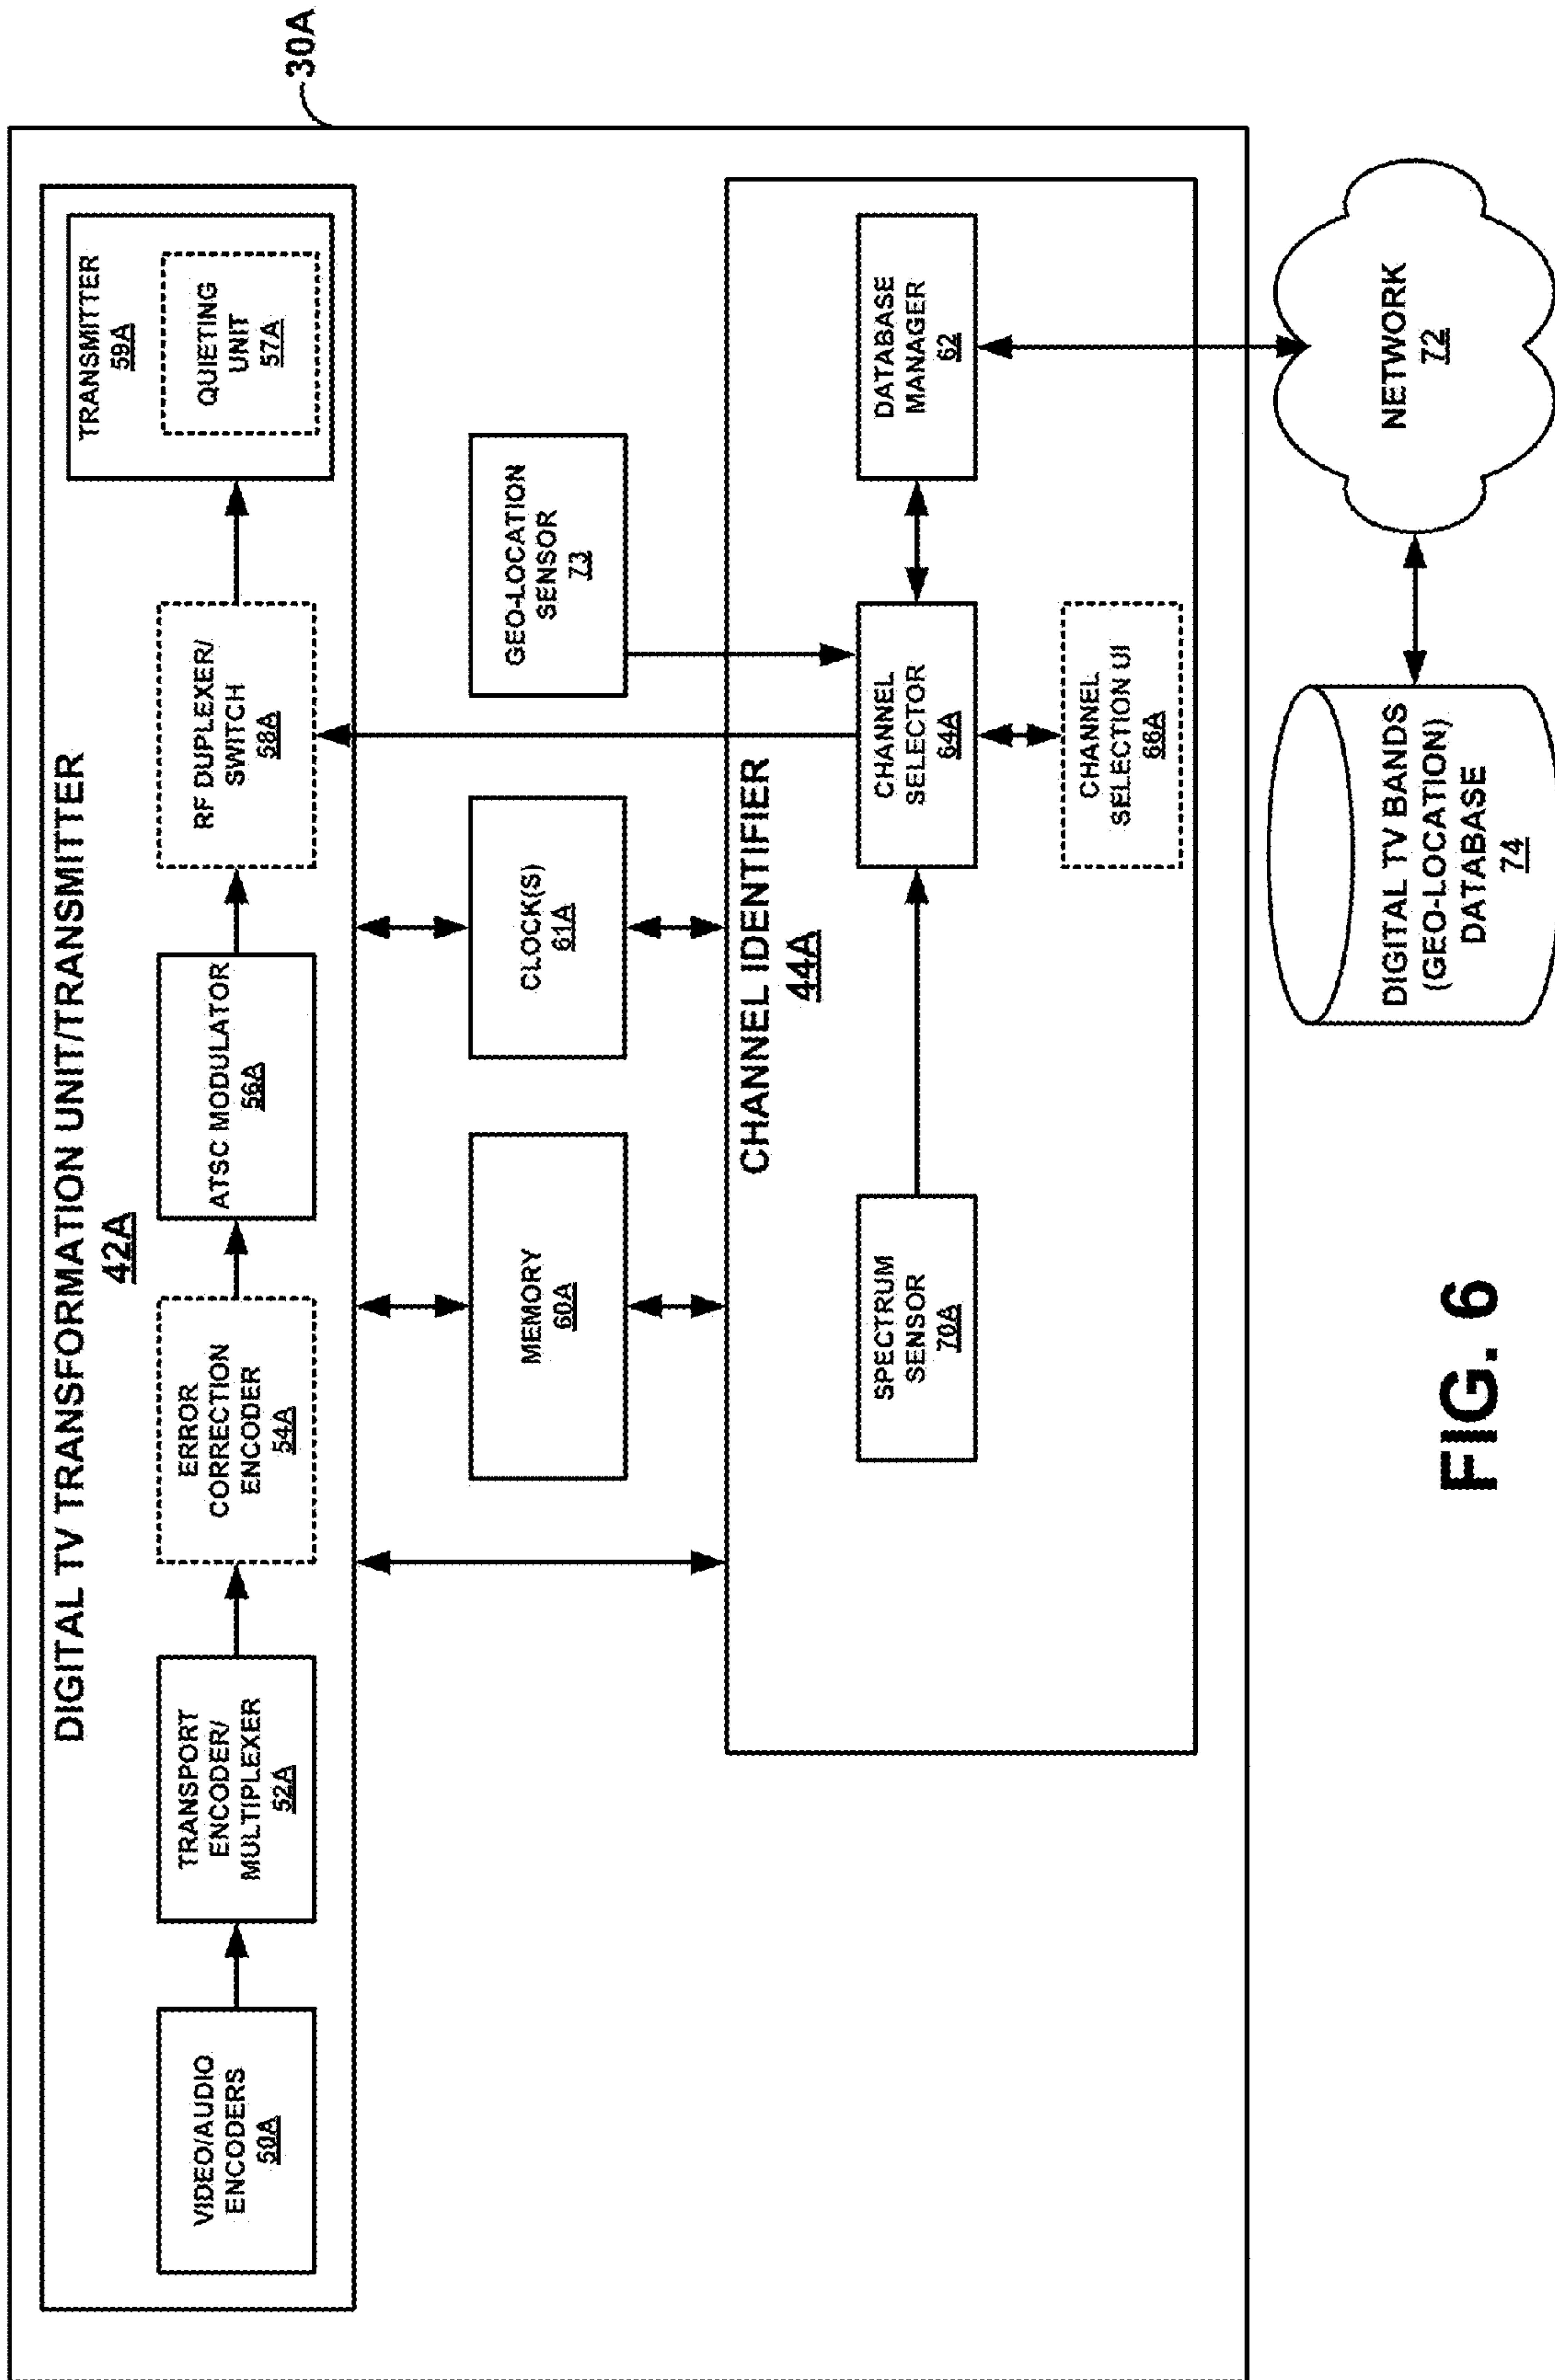 30A
DIGITAL TV TRANSFORMATION UNIT/TRANSMITTER
42A
VIDEO/AUDIO
ENCODERS
50A
TRANSPORT
ENCODER/
MULTIPLEXER
52A
ERROR
CORRECTION
ENCODER
54A
ATSC MODULATOR
56A
RF DUPLEXER/
SWITCH
58A
TRANSMITTER
59A
QUIETING
UNIT
57A
MEMORY
60A
CLOCK(S)
61A
GEO-LOCATION
SENSOR
73
CHANNEL IDENTIFIER
44A
SPECTRUM
SENSOR
70A
CHANNEL
SELECTOR
64A
DATABASE
MANAGER
62
CHANNEL
SELECTION UI
66A
DIGITAL TV BANDS
(GEO-LOCATION)
DATABASE
74
NETWORK
72
FIG. 6